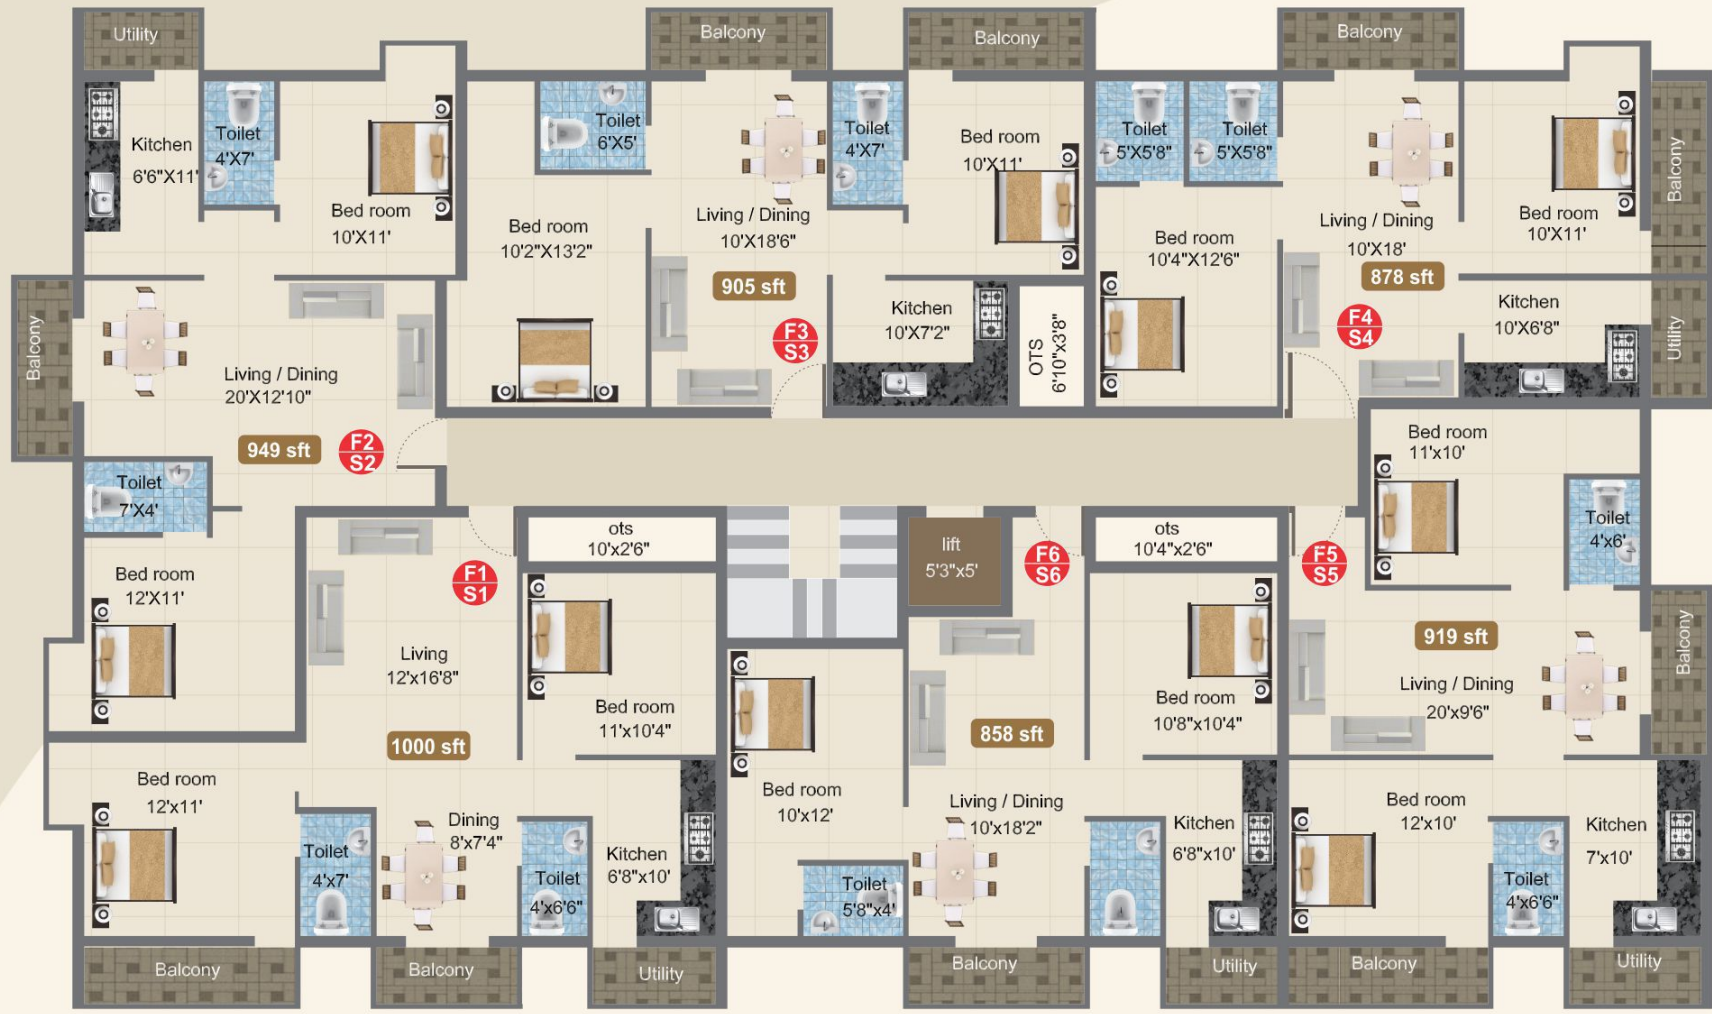 Utility
Balcony
Balcony
Balcony
Kitchen
6'6"X11'
Toilet
4'X7'
Bed room
10'X11'
Toilet
6'X5'
Bed room
10'2"X13'2"
Living / Dining
10'X18'6"
905 sft
F3
S3
Toilet
4'X7'
Bed room
10'X11'
Kitchen
10'X7'2"
OTS
6'10"x3'8"
Toilet
5'X5'8"
Toilet
5'X5'8"
Bed room
10'4"X12'6"
Living / Dining
10'X18'
878 sft
F4
S4
Bed room
10'X11'
Balcony
Kitchen
10'X6'8"
Utility
Balcony
Living / Dining
20'X12'10"
949 sft
F2
S2
Toilet
7'X4'
Bed room
12'X11'
Bed room
11'x10'
Toilet
4'x6'
ots
10'x2'6"
lift
5'3"x5'
F6
S6
ots
10'4"x2'6"
F5
S5
F1
S1
Living
12'x16'8"
1000 sft
Bed room
11'x10'4"
Bed room
12'x11'
Toilet
4'x7'
Dining
8'x7'4"
Toilet
4'x6'6"
Kitchen
6'8"x10'
Balcony
Balcony
Utility
Bed room
10'x12'
Toilet
5'8"x4'
858 sft
Living / Dining
10'x18'2"
Bed room
10'8"x10'4"
Kitchen
6'8"x10'
Balcony
Utility
919 sft
Living / Dining
20'x9'6"
Balcony
Bed room
12'x10'
Toilet
4'x6'6"
Kitchen
7'x10'
Balcony
Utility